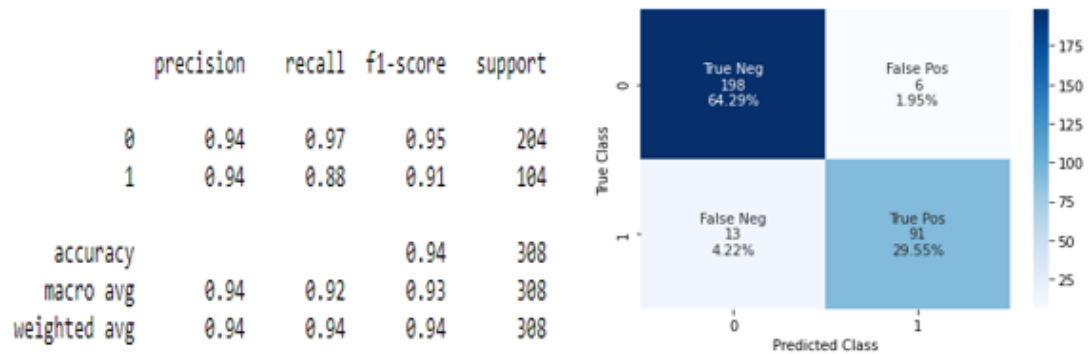 precision recall f1-score support
0 0.94 0.97 0.95 204
1 0.94 0.88 0.91 104
accuracy 0.94 308
macro avg 0.94 0.92 0.93 308
weighted avg 0.94 0.94 0.94 308
True Class
0
1
True Neg
198
64.29%
False Pos
6
1.95%
False Neg
13
4.22%
True Pos
91
29.55%
0
1
Predicted Class
175
150
125
100
75
50
25